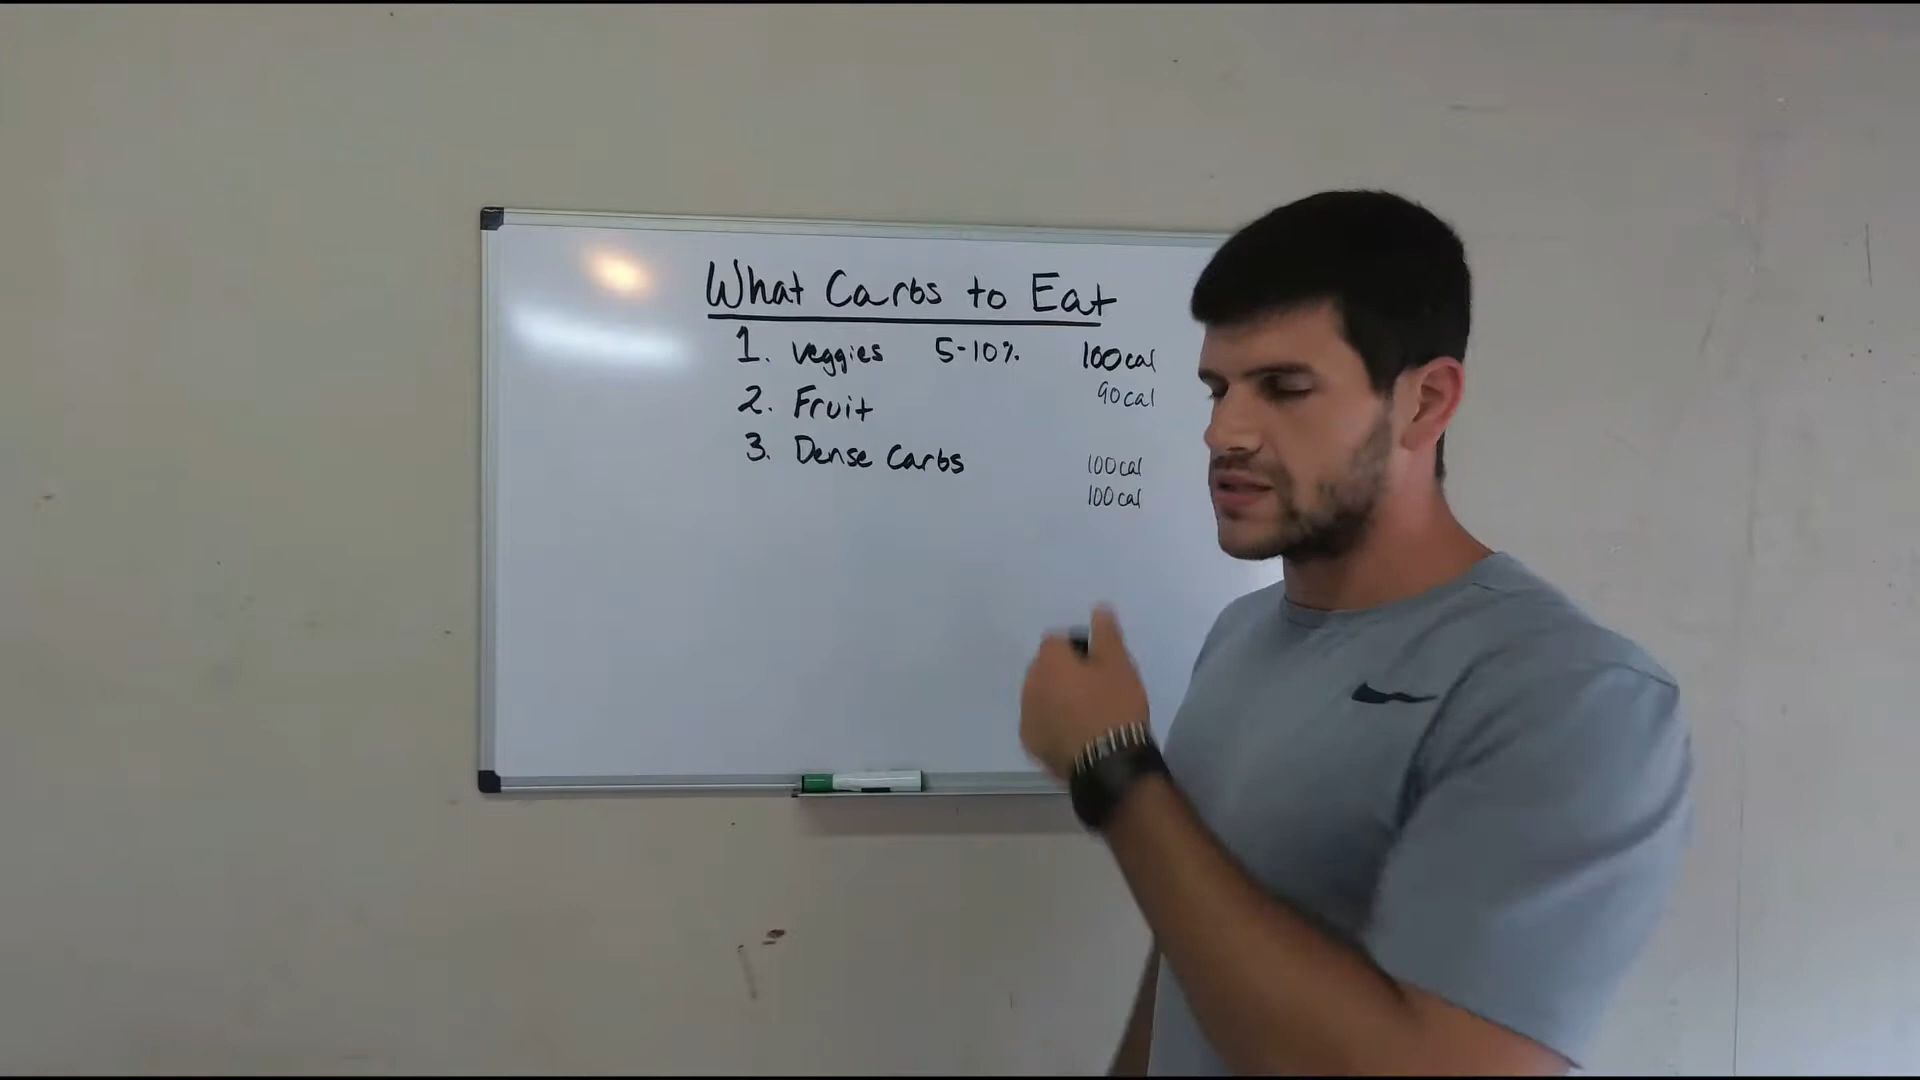 What Carbs to Eat
1. veggies 5-10% 100cal
90cal
2. Fruit
3. Dense Carbs 100cal
100cal